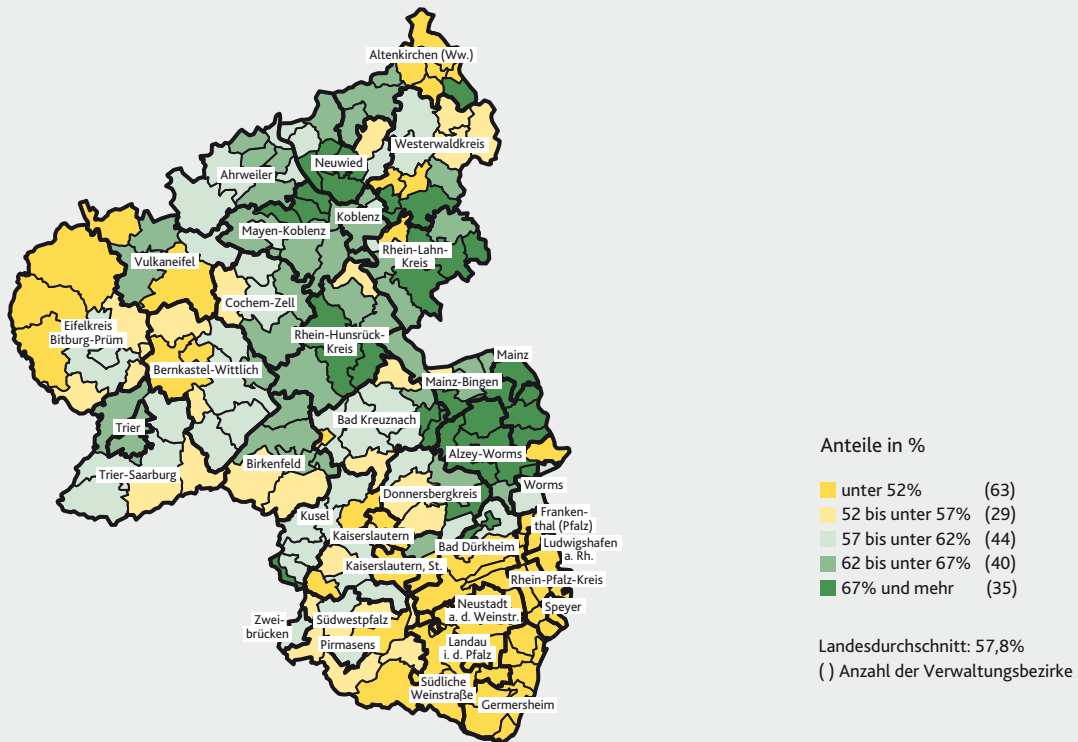 Altenkirchen (Ww.)
Westerwaldkreis
Neuwied
Ahrweiler
Koblenz
Mayen-Koblenz
Rhein-Lahn-
Kreis
Vulkaneifel
Cochem-Zell
Eifelkreis
Bitburg-Prüm
Rhein-Hunsrück-
Kreis
Mainz
Bernkastel-Wittlich
Mainz-Bingen
Bad Kreuznach
Trier
Alzey-Worms
Birkenfeld
Trier-Saarburg
Worms
Donnersbergkreis
Kusel
Franken-
thal (Pfalz)
Kaiserlautern
Bad Dürkheim
Ludwigshafen
a. Rh.
Kaiserlautern, St.
Rhein-Pfalz-Kreis
Neustadt
a. d. Weinstr.
Speyer
Zwei-
brücken
Südwestpfalz
Pirmasens
Landau
i. d. Pfalz
Südliche
Weinstraße
Germersheim
Anteile in %
unter 52% (63)
52 bis unter 57% (29)
57 bis unter 62% (44)
62 bis unter 67% (40)
67% und mehr (35)
Landesdurchschnitt: 57,8%
( ) Anzahl der Verwaltungsbezirke